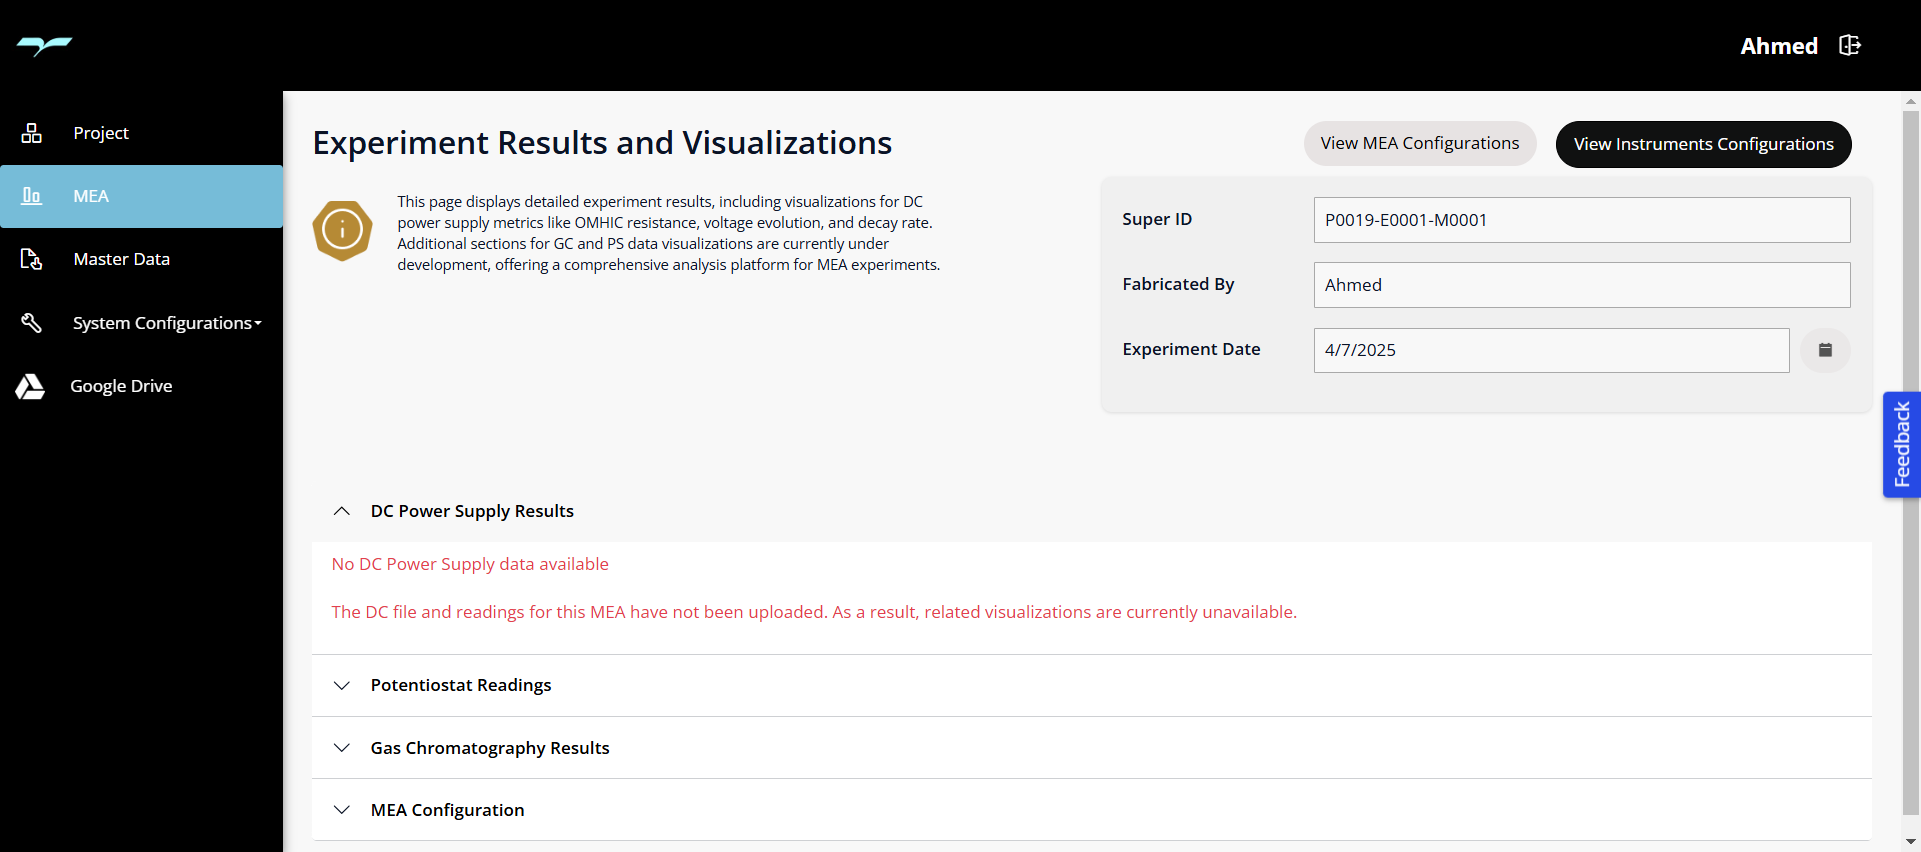 Ahmed
Project
MEA
Master Data
System Configurations
Google Drive
Experiment Results and Visualizations
View MEA Configurations
View Instruments Configurations
This page displays detailed experiment results, including visualizations for DC
power supply metrics like OMHIC resistance, voltage evolution, and decay rate.
Additional sections for GC and PS data visualizations are currently under
development, offering a comprehensive analysis platform for MEA experiments.
Super ID
P0019-E0001-M0001
Fabricated By
Ahmed
Experiment Date
4/7/2025
Feedback
DC Power Supply Results
No DC Power Supply data available
The DC file and readings for this MEA have not been uploaded. As a result, related visualizations are currently unavailable.
Potentiostat Readings
Gas Chromatography Results
MEA Configuration